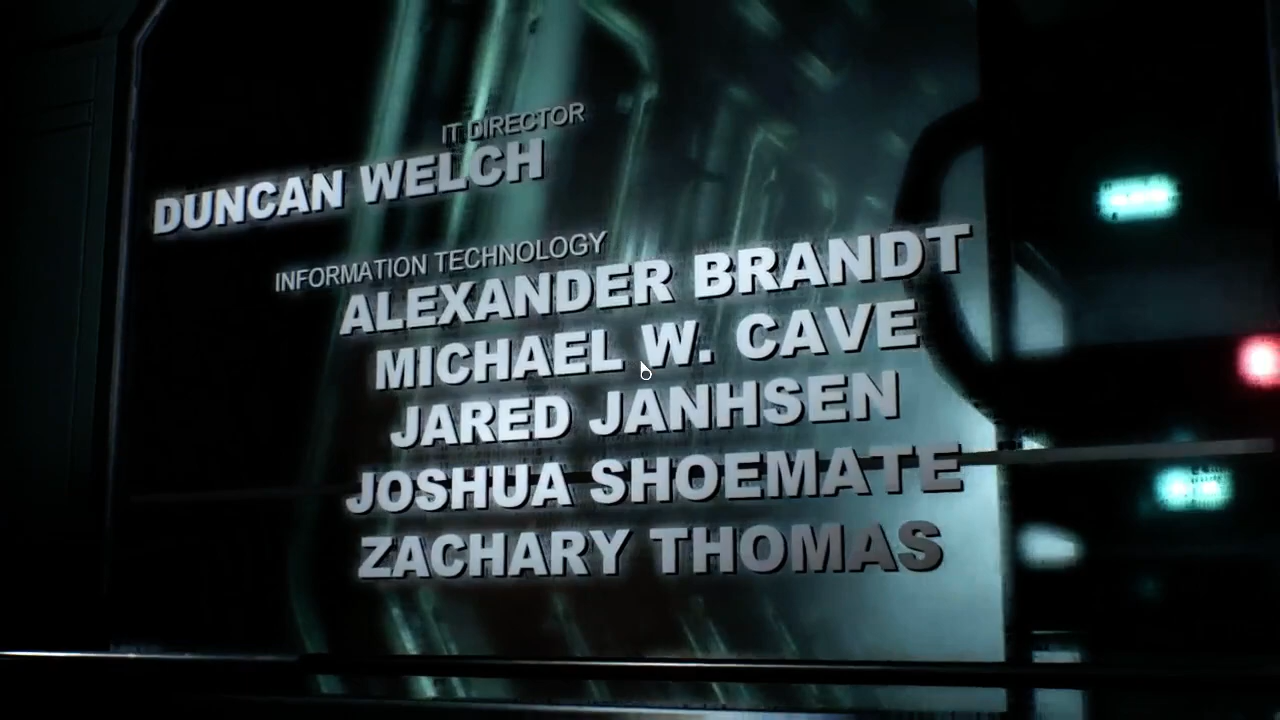 IT DIRECTOR
DUNCAN WELCH
INFORMATION TECHNOLOGY
ALEXANDER BRANDT
MICHAEL W. CAVE
JARED JANHSEN
JOSHUA SHOEMATE
ZACHARY THOMAS